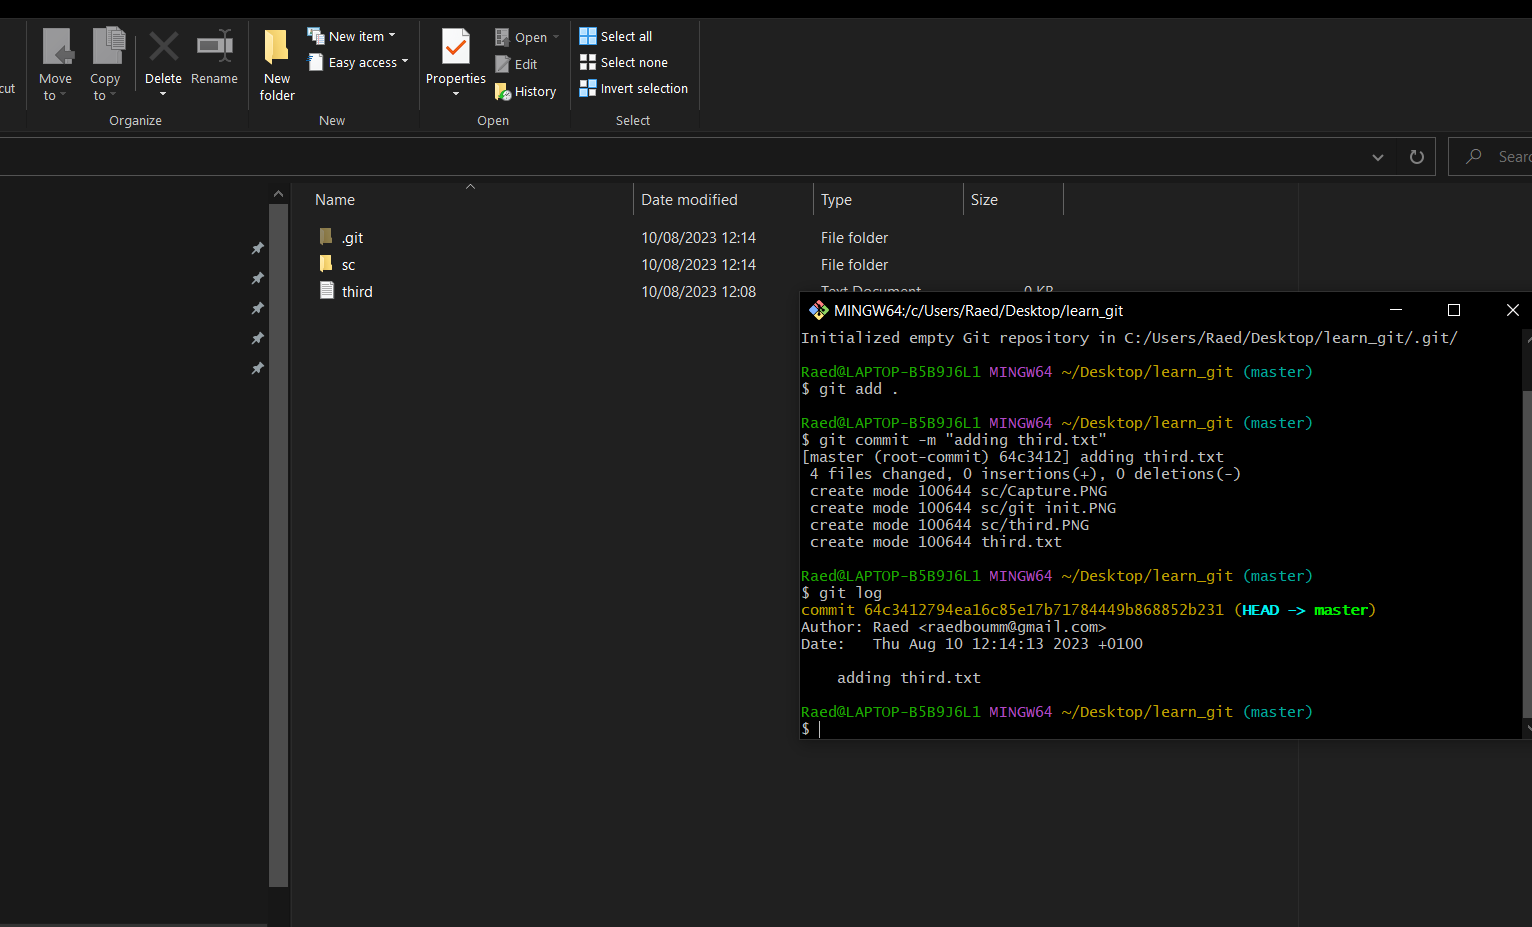 cut
Move
to
Copy
to
Delete
Rename
Organize
New
folder
New item
Easy access
New
Properties
Open
Edit
History
Open
Select all
Select none
Invert selection
Select
Name
Date modified
Type
Size
.git
10/08/2023 12:14
File folder
sc
10/08/2023 12:14
File folder
third
10/08/2023 12:08
Text Document
0 KB
MINGW64:/c/Users/Raed/Desktop/learn_git
Initialized empty Git repository in C:/Users/Raed/Desktop/learn_git/.git/
Raed@LAPTOP-B5B9J6L1 MINGW64 ~/Desktop/learn_git (master)
$ git add .
Raed@LAPTOP-B5B9J6L1 MINGW64 ~/Desktop/learn_git (master)
$ git commit -m "adding third.txt"
[master (root-commit) 64c3412] adding third.txt
4 files changed, 0 insertions(+), 0 deletions(-)
create mode 100644 sc/Capture.PNG
create mode 100644 sc/git init.PNG
create mode 100644 sc/third.PNG
create mode 100644 third.txt
Raed@LAPTOP-B5B9J6L1 MINGW64 ~/Desktop/learn_git (master)
$ git log
commit 64c3412794ea16c85e17b71784449b868852b231 (HEAD -> master)
Author: Raed <raedboumm@gmail.com>
Date:   Thu Aug 10 12:14:13 2023 +0100
adding third.txt
Raed@LAPTOP-B5B9J6L1 MINGW64 ~/Desktop/learn_git (master)
$